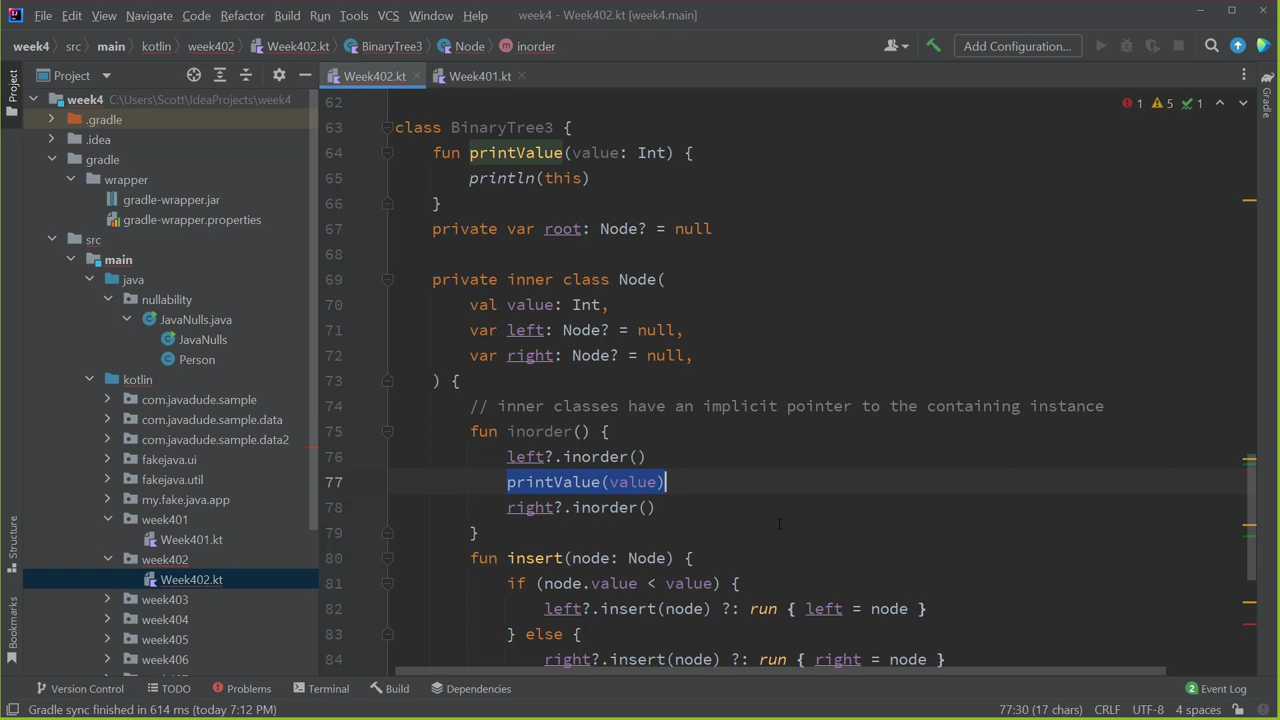 File Edit View Navigate Code Refactor Build Run Tools VCS Window Help week4 - Week402.kt [week4.main]
week4 src main kotlin week402 Week402.kt BinaryTree3 Node m inorder Add Configuration...
Project Week402.kt Week401.kt
Project
Gradle
Structure
Bookmarks
week4 C:\Users\Scott\IdeaProjects\week4
.gradle
.idea
gradle
wrapper
gradle-wrapper.jar
gradle-wrapper.properties
src
main
java
nullability
JavaNulls.java
JavaNulls
Person
kotlin
com.javadude.sample
com.javadude.sample.data
com.javadude.sample.data2
fakejava.ui
fakejava.util
my.fake.java.app
week401
Week401.kt
week402
Week402.kt
week403
week404
week405
week406
1 5 1
62
63 class BinaryTree3 {
64 fun printValue(value: Int) {
65 println(this)
66 }
67 private var root: Node? = null
68
69 private inner class Node(
70 val value: Int,
71 var left: Node? = null,
72 var right: Node? = null,
73 ) {
74 // inner classes have an implicit pointer to the containing instance
75 fun inorder() {
76 left?.inorder()
77 printValue(value)
78 right?.inorder()
79 }
80 fun insert(node: Node) {
81 if (node.value < value) {
82 left?.insert(node) ?: run { left = node }
83 } else {
84 right?.insert(node) ?: run { right = node }
Version Control TODO Problems Terminal Build Dependencies 2 Event Log
Gradle sync finished in 614 ms (today 7:12 PM) 77:30 (17 chars) CRLF UTF-8 4 spaces